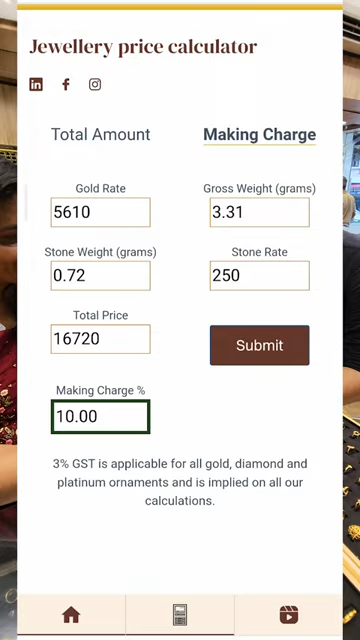 Jewellery price calculator
Total Amount
Making Charge
Gold Rate
Gross Weight (grams)
5610
3.31
Stone Weight (grams)
Stone Rate
0.72
250
Total Price
16720
Submit
Making Charge %
10.00
3% GST is applicable for all gold, diamond and
platinum ornaments and is implied on all our
calculations.